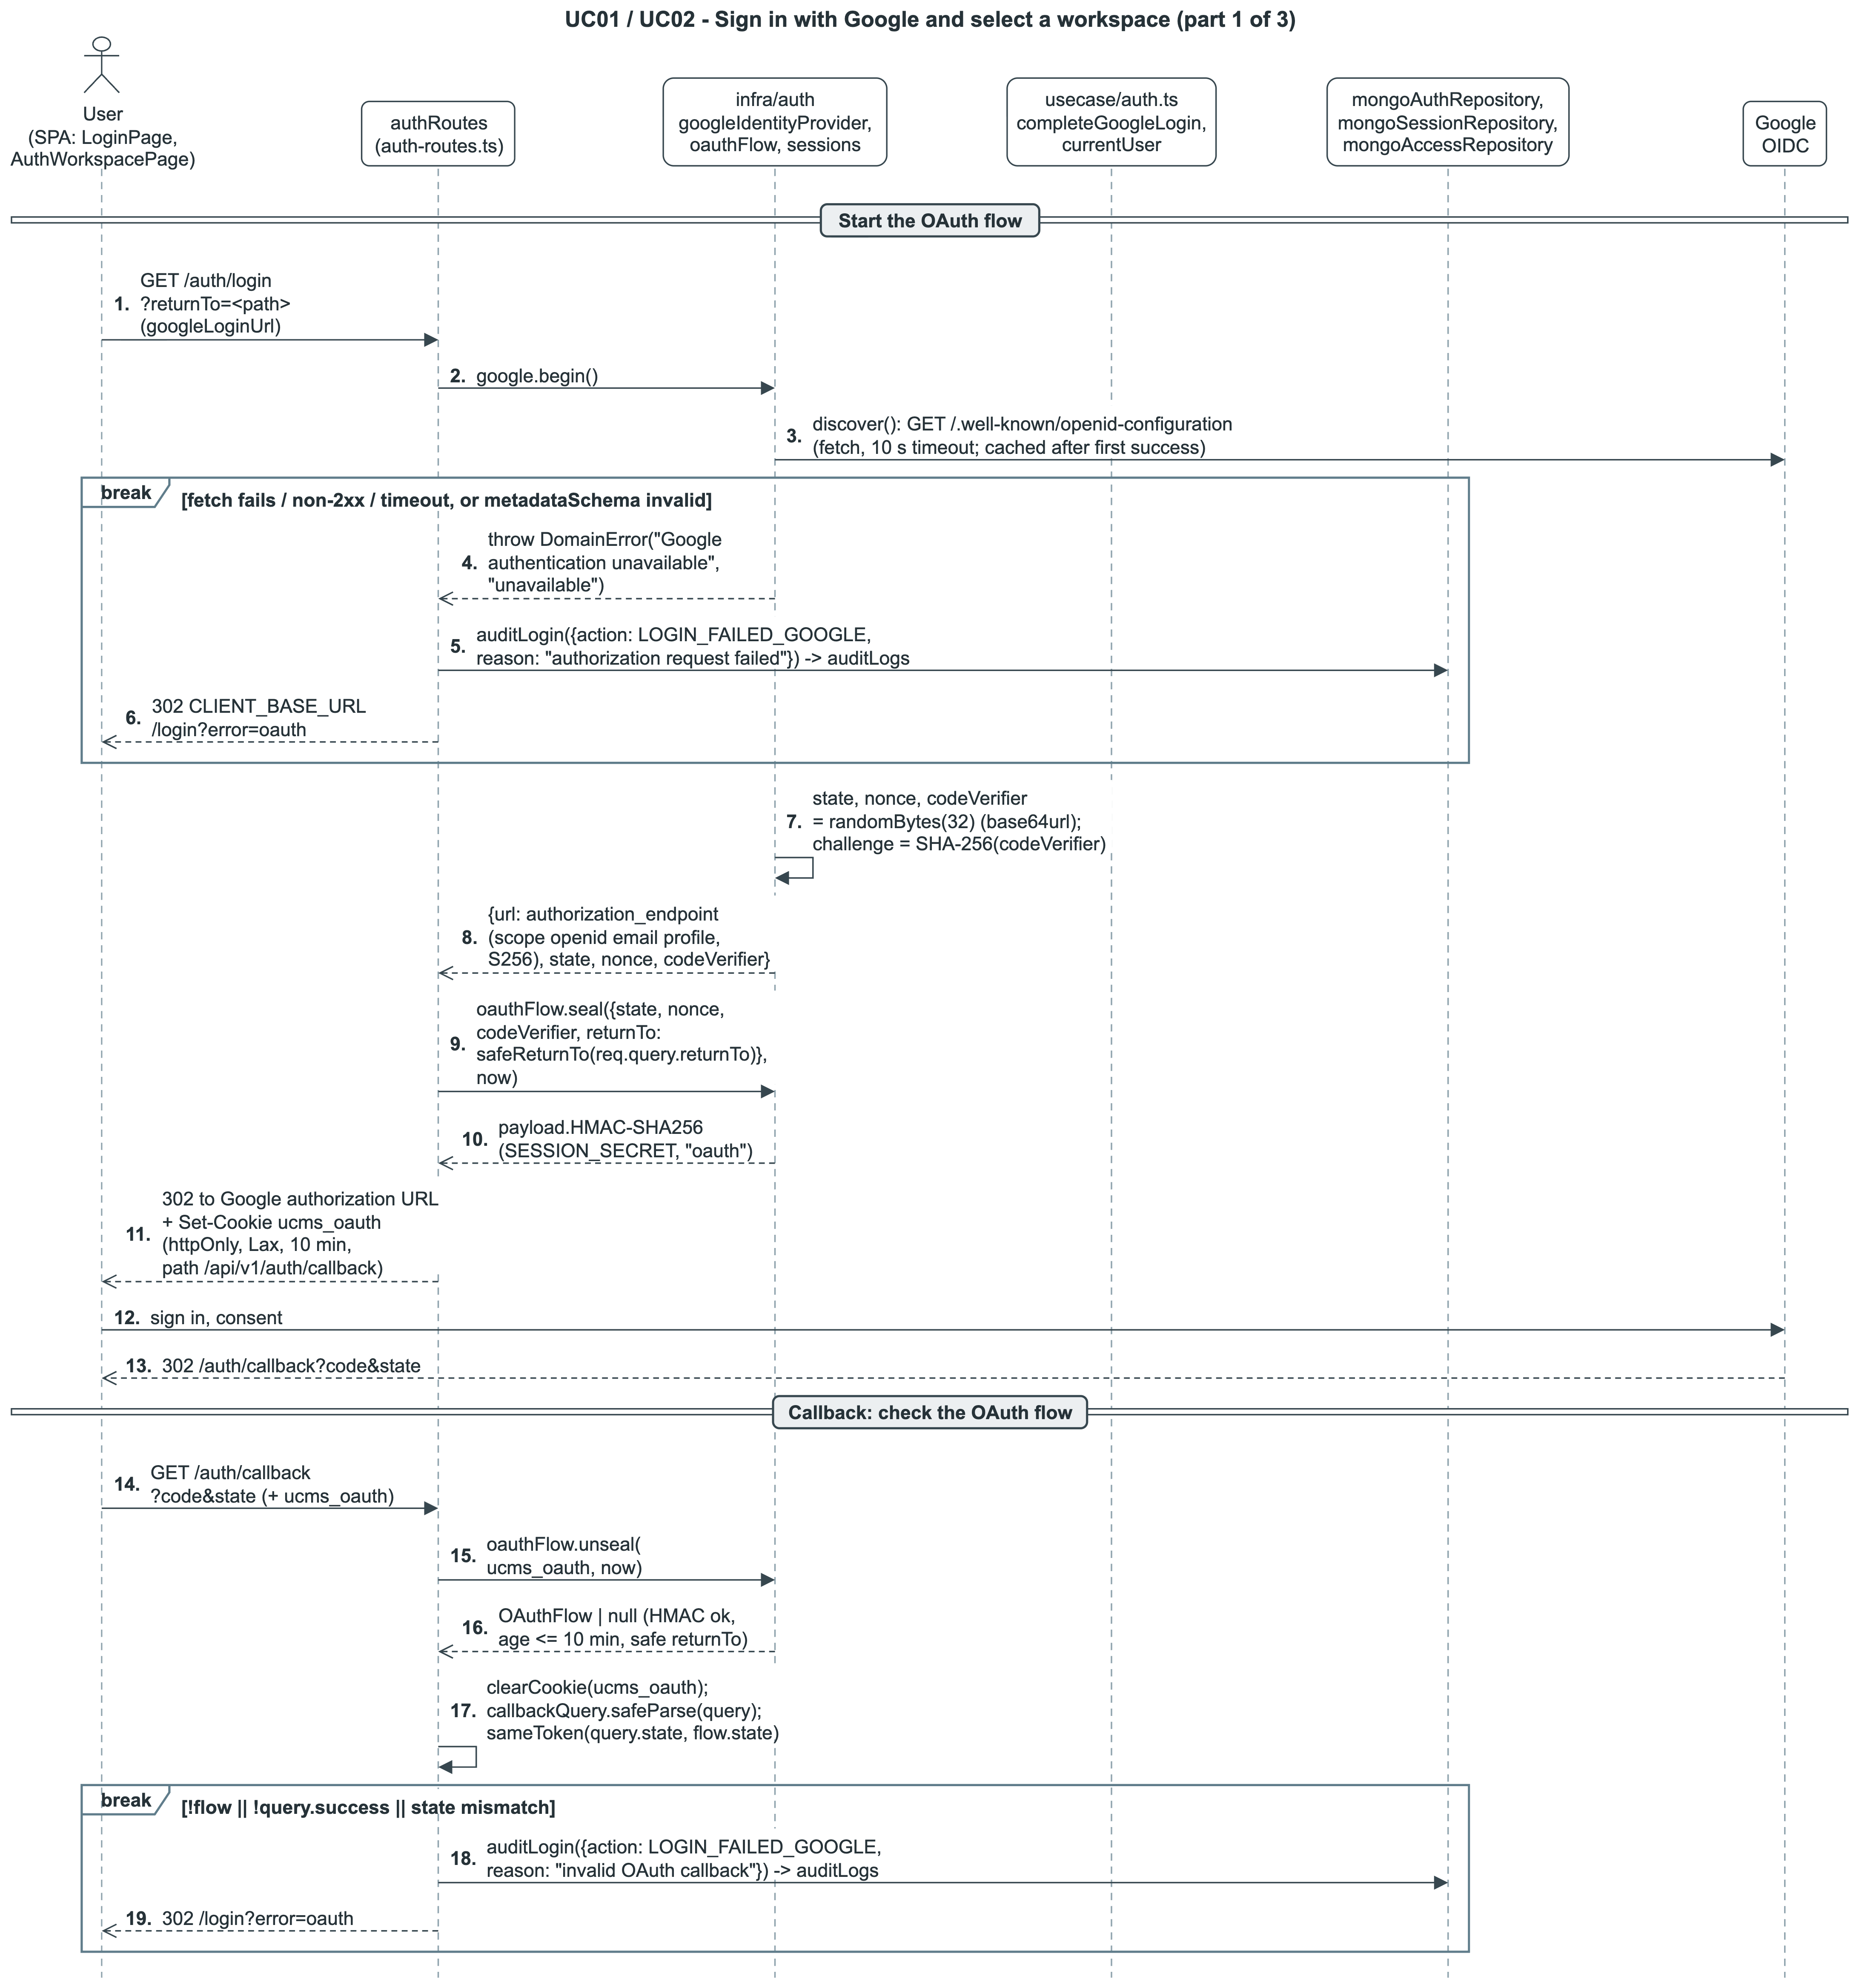 UC01 / UC02 - Sign in with Google and select a workspace (part 1 of 3)
User
(SPA: LoginPage,
AuthWorkspacePage)
authRoutes
(auth-routes.ts)
infra/auth
googleIdentityProvider,
oauthFlow, sessions
usecase/auth.ts
completeGoogleLogin,
currentUser
mongoAuthRepository,
mongoSessionRepository,
mongoAccessRepository
Google
OIDC
Start the OAuth flow
1. GET /auth/login
?returnTo=<path>
(googleLoginUrl)
2. google.begin()
3. discover(): GET /.well-known/openid-configuration
(fetch, 10 s timeout; cached after first success)
break [fetch fails / non-2xx / timeout, or metadataSchema invalid]
4. throw DomainError("Google
authentication unavailable",
"unavailable")
5. auditLogin({action: LOGIN_FAILED_GOOGLE,
reason: "authorization request failed"}) -> auditLogs
6. 302 CLIENT_BASE_URL
/login?error=oauth
7. state, nonce, codeVerifier
= randomBytes(32) (base64url);
challenge = SHA-256(codeVerifier)
8. {url: authorization_endpoint
(scope openid email profile,
S256), state, nonce, codeVerifier}
9. oauthFlow.seal({state, nonce,
codeVerifier, returnTo:
safeReturnTo(req.query.returnTo)},
now)
10. payload.HMAC-SHA256
(SESSION_SECRET, "oauth")
11. 302 to Google authorization URL
+ Set-Cookie ucms_oauth
(httpOnly, Lax, 10 min,
path /api/v1/auth/callback)
12. sign in, consent
13. 302 /auth/callback?code&state
Callback: check the OAuth flow
14. GET /auth/callback
?code&state (+ ucms_oauth)
15. oauthFlow.unseal(
ucms_oauth, now)
16. OAuthFlow | null (HMAC ok,
age <= 10 min, safe returnTo)
17. clearCookie(ucms_oauth);
callbackQuery.safeParse(query);
sameToken(query.state, flow.state)
break [!flow || !query.success || state mismatch]
18. auditLogin({action: LOGIN_FAILED_GOOGLE,
reason: "invalid OAuth callback"}) -> auditLogs
19. 302 /login?error=oauth